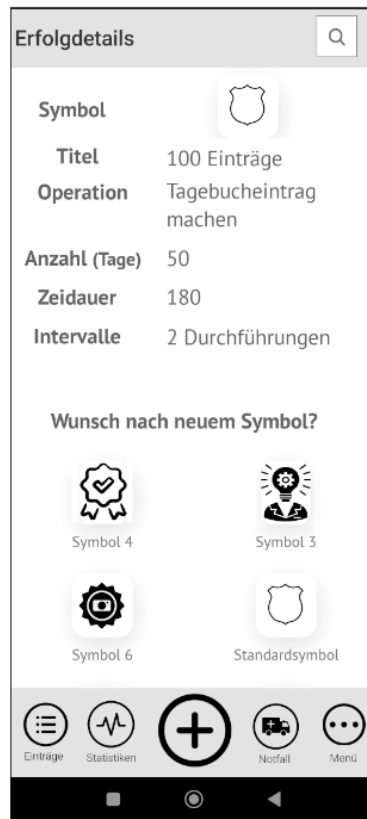 Erfolgdetails
Symbol
Titel 100 Einträge
Operation Tagebucheintrag
machen
Anzahl (Tage) 50
Zeidauer 180
Intervalle 2 Durchführungen
Wunsch nach neuem Symbol?
Symbol 4 Symbol 3
Symbol 6 Standardsymbol
Einträge Statistiken Notfall Menü